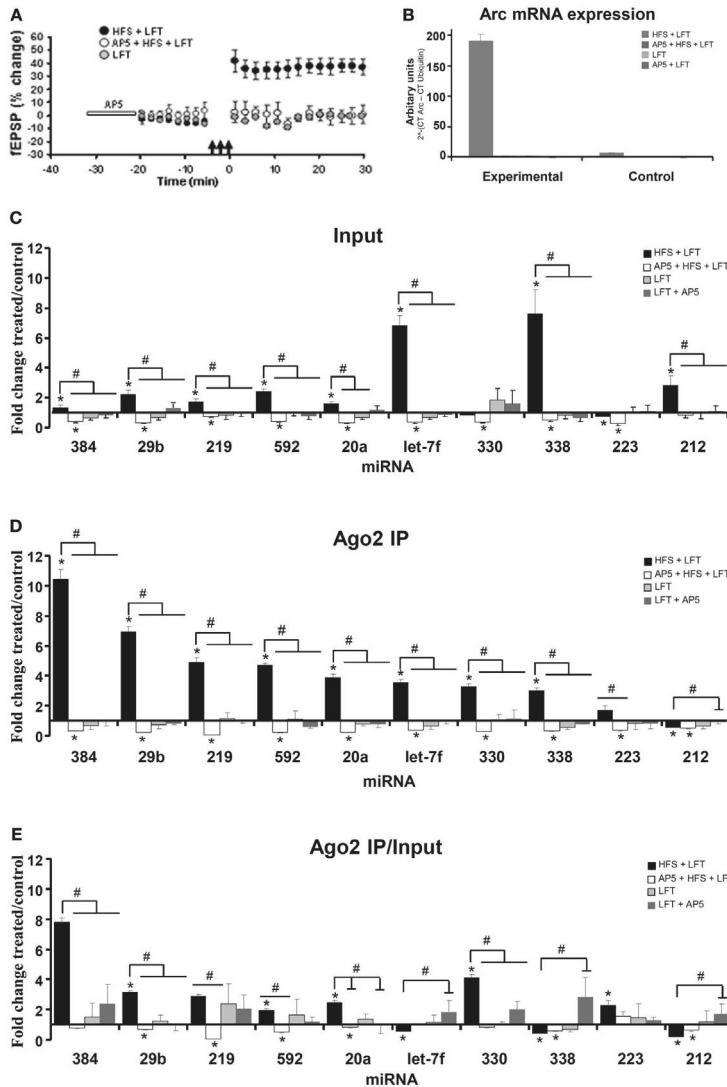 A
fEPSP (% change)
60
50
40
30
20
10
0
-10
-20
-30
AP5
HFS + LFT
AP5 + HFS + LFT
LFT
-40 -30 -20 -10 0 10 20 30
Time (min)
B
Arc mRNA expression
Arbitary units
2^-(CT Arc – CT Ubiquitin)
200
150
100
50
0
HFS + LFT
AP5 + HFS + LFT
LFT
AP5 + LFT
Experimental Control
C
Input
Fold change treated/control
12
10
8
6
4
2
0
HFS + LFT
AP5 + HFS + LFT
LFT
LFT + AP5
* # * # * # * # * # * # * # * #
* * * * * * * * * *
384 29b 219 592 20a let-7f 330 338 223 212
miRNA
D
Ago2 IP
Fold change treated/control
12
10
8
6
4
2
0
HFS + LFT
AP5 + HFS + LFT
LFT
LFT + AP5
* # * # * # * # * # * # * # * # # #
* * * * * * * * * * *
384 29b 219 592 20a let-7f 330 338 223 212
miRNA
E
Ago2 IP/Input
Fold change treated/control
12
10
8
6
4
2
0
HFS + LFT
AP5 + HFS + LF
LFT
LFT + AP5
# * # # * # * # # * # # * #
* * * * * * * * *
384 29b 219 592 20a let-7f 330 338 223 212
miRNA